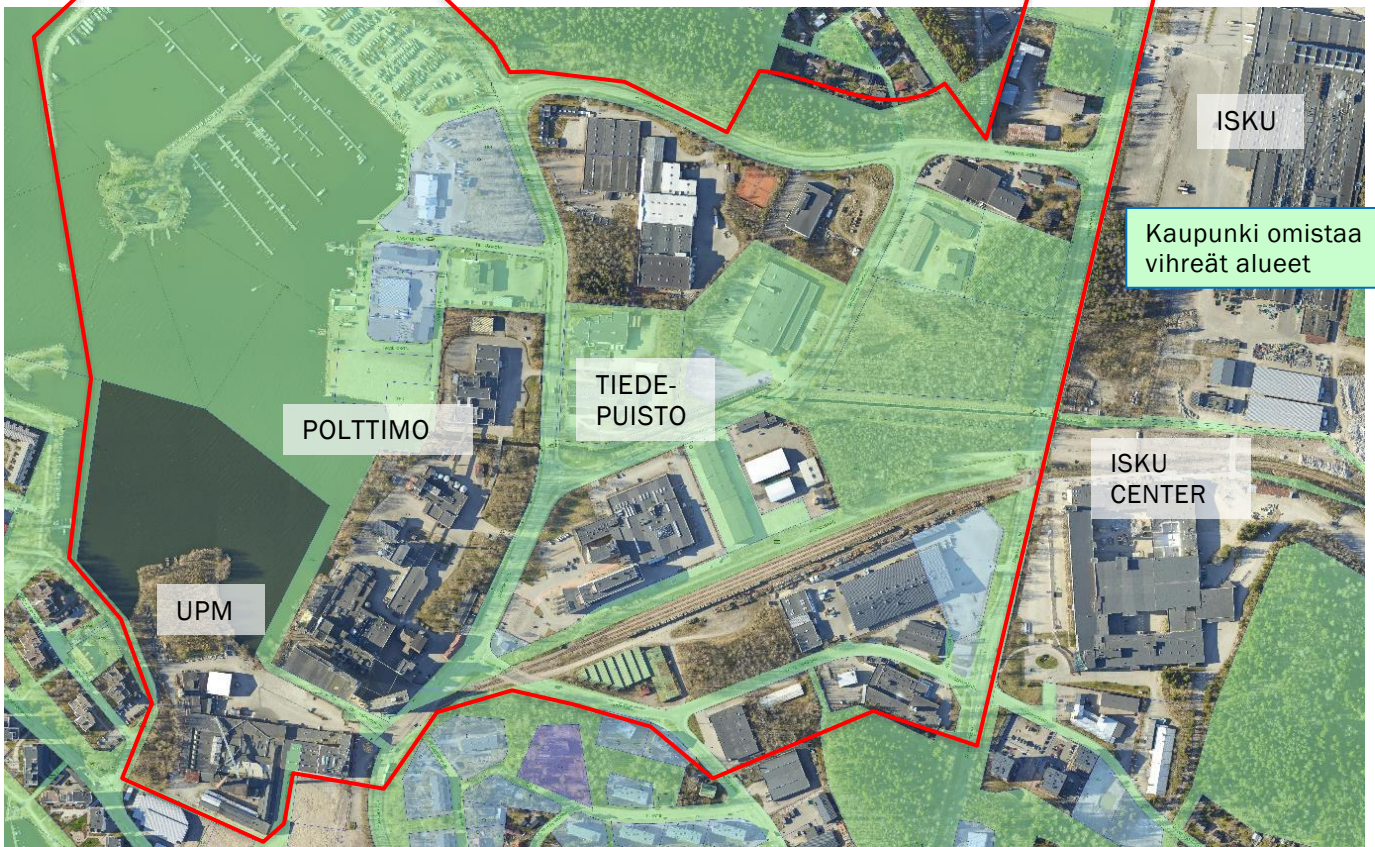 ISKU
Kaupunki omistaa
vihreät alueet
TIEDE-
PUISTO
POLTTIMO
ISKU
CENTER
UPM